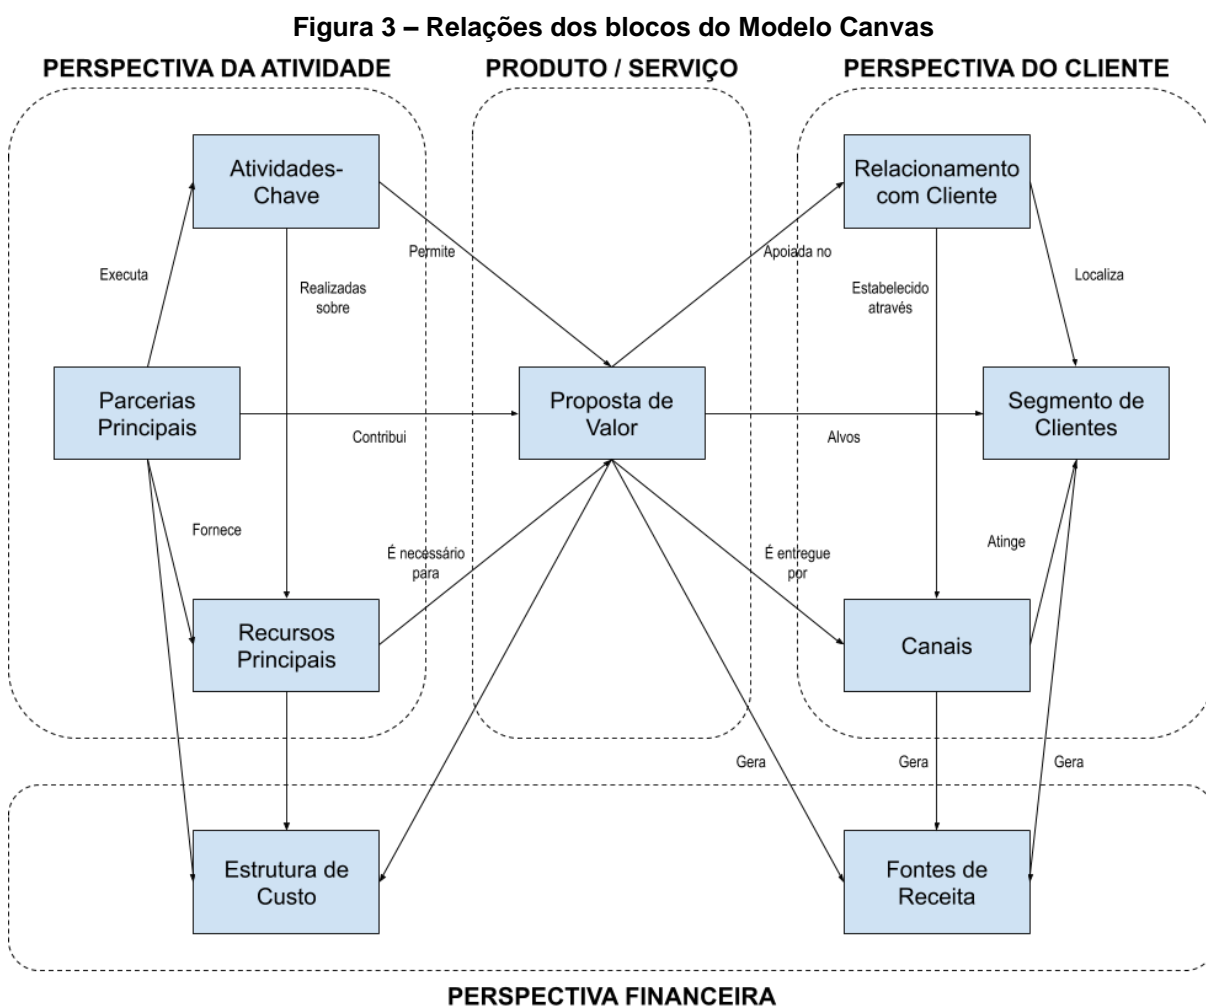 Figura 3 – Relações dos blocos do Modelo Canvas
PERSPECTIVA DA ATIVIDADE
PRODUTO / SERVIÇO
PERSPECTIVA DO CLIENTE
Atividades-
Chave
Relacionamento
com Cliente
Permite
Apoiada no
Executa
Realizadas
sobre
Estabelecido
através
Localiza
Parcerias
Principais
Proposta de
Valor
Segmento de
Clientes
Contribui
Alvos
Fornece
É necessário
para
É entregue
por
Atinge
Recursos
Principais
Canais
Gera
Gera
Gera
Estrutura de
Custo
Fontes de
Receita
PERSPECTIVA FINANCEIRA